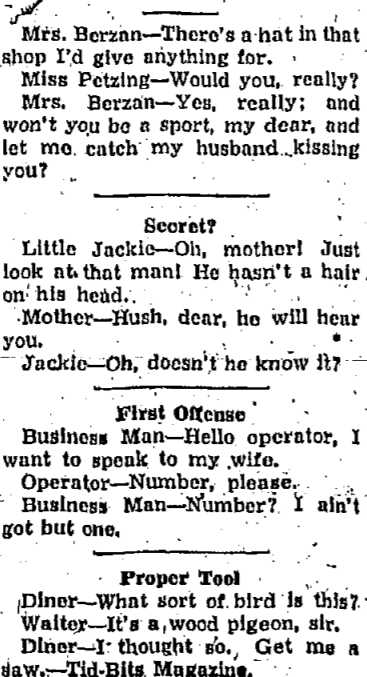 Mrs. Berzan—There's a hat in that
shop I'd give anything for.
Miss Petzing—Would you, really?
Mrs. Berzan—Yes, really; and
won't you be a sport, my dear, and
let me catch my husband kissing
you?
Secret?
Little Jackie—Oh, mother! Just
look at that man! He hasn't a hair
on his head.
Mother—Hush, dear, he will hear
you.
Jackie—Oh, doesn't he know it?
First Offense
Business Man—Hello operator, I
want to speak to my wife.
Operator—Number, please.
Business Man—Number? I ain't
got but one.
Proper Tool
Diner—What sort of bird is this?
Waiter—It's a wood pigeon, sir.
Diner—I thought so. Get me a
saw.—Tid-Bits Magazine.